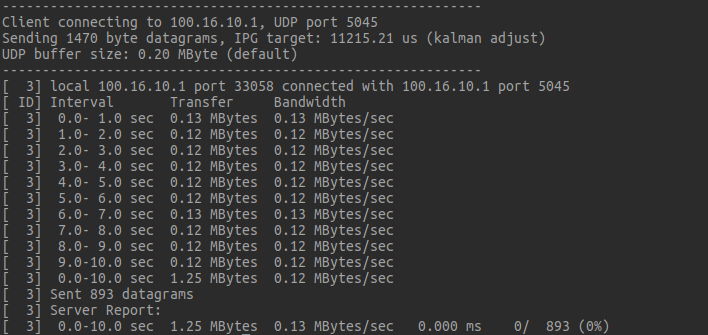 ------------------------------------------------------------
Client connecting to 100.16.10.1, UDP port 5045
Sending 1470 byte datagrams, IPG target: 11215.21 us (kalman adjust)
UDP buffer size: 0.20 MByte (default)
------------------------------------------------------------
[  3] local 100.16.10.1 port 33058 connected with 100.16.10.1 port 5045
[ ID] Interval       Transfer     Bandwidth
[  3]  0.0- 1.0 sec  0.13 MBytes  0.13 MBytes/sec
[  3]  1.0- 2.0 sec  0.12 MBytes  0.12 MBytes/sec
[  3]  2.0- 3.0 sec  0.12 MBytes  0.12 MBytes/sec
[  3]  3.0- 4.0 sec  0.12 MBytes  0.12 MBytes/sec
[  3]  4.0- 5.0 sec  0.12 MBytes  0.12 MBytes/sec
[  3]  5.0- 6.0 sec  0.12 MBytes  0.12 MBytes/sec
[  3]  6.0- 7.0 sec  0.13 MBytes  0.13 MBytes/sec
[  3]  7.0- 8.0 sec  0.12 MBytes  0.12 MBytes/sec
[  3]  8.0- 9.0 sec  0.12 MBytes  0.12 MBytes/sec
[  3]  9.0-10.0 sec  0.12 MBytes  0.12 MBytes/sec
[  3]  0.0-10.0 sec  1.25 MBytes  0.12 MBytes/sec
[  3] Sent 893 datagrams
[  3] Server Report:
[  3]  0.0-10.0 sec  1.25 MBytes  0.13 MBytes/sec   0.000 ms    0/  893 (0%)